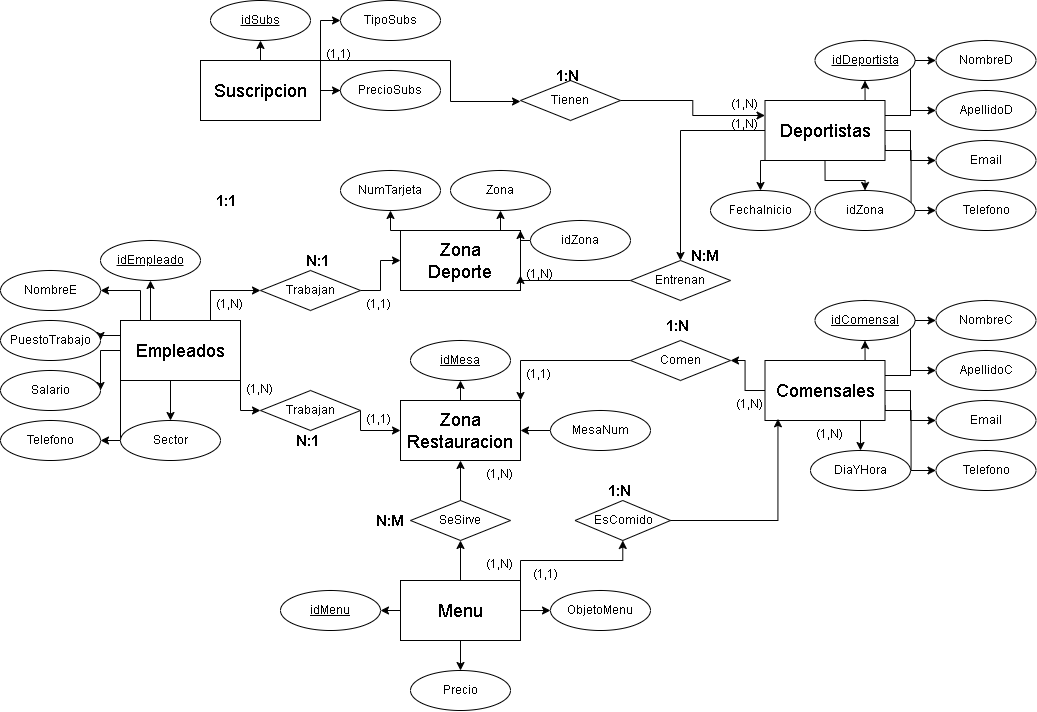 idSubs
TipoSubs
(1,1)
Suscripcion
PrecioSubs
1:N
Tienen
(1,N)
(1,N)
idDeportista
NombreD
ApellidoD
Deportistas
Email
FechaInicio
idZona
Telefono
1:1
NumTarjeta
Zona
idZona
Zona
Deporte
(1,N)
N:M
Entrenan
N:1
Trabajan
(1,1)
(1,N)
idEmpleado
NombreE
PuestoTrabajo
Empleados
Salario
Telefono
Sector
(1,N)
Trabajan
N:1
(1,1)
idMesa
Zona
Restauracion
MesaNum
(1,1)
1:N
Comen
(1,N)
idComensal
NombreC
ApellidoC
Comensales
Email
(1,N)
DiaYHora
Telefono
(1,N)
N:M
SeSirve
(1,N)
1:N
EsComido
(1,1)
idMenu
Menu
ObjetoMenu
Precio